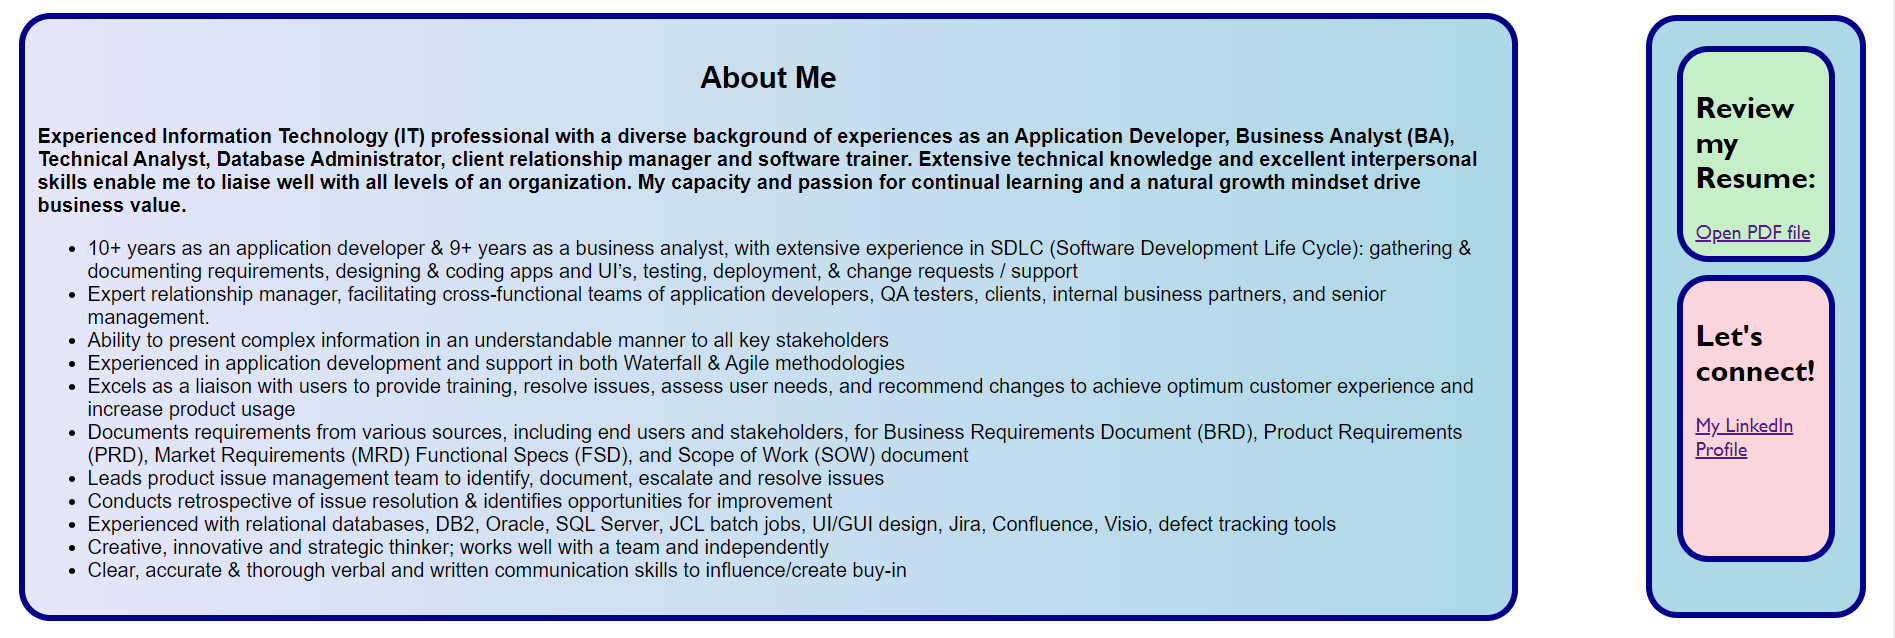 About Me
Experienced Information Technology (IT) professional with a diverse background of experiences as an Application Developer, Business Analyst (BA),
Technical Analyst, Database Administrator, client relationship manager and software trainer. Extensive technical knowledge and excellent interpersonal
skills enable me to liaise well with all levels of an organization. My capacity and passion for continual learning and a natural growth mindset drive
business value.
• 10+ years as an application developer & 9+ years as a business analyst, with extensive experience in SDLC (Software Development Life Cycle): gathering &
documenting requirements, designing & coding apps and UI’s, testing, deployment, & change requests / support
• Expert relationship manager, facilitating cross-functional teams of application developers, QA testers, clients, internal business partners, and senior
management.
• Ability to present complex information in an understandable manner to all key stakeholders
• Experienced in application development and support in both Waterfall & Agile methodologies
• Excels as a liaison with users to provide training, resolve issues, assess user needs, and recommend changes to achieve optimum customer experience and
increase product usage
• Documents requirements from various sources, including end users and stakeholders, for Business Requirements Document (BRD), Product Requirements
(PRD), Market Requirements (MRD) Functional Specs (FSD), and Scope of Work (SOW) document
• Leads product issue management team to identify, document, escalate and resolve issues
• Conducts retrospective of issue resolution & identifies opportunities for improvement
• Experienced with relational databases, DB2, Oracle, SQL Server, JCL batch jobs, UI/GUI design, Jira, Confluence, Visio, defect tracking tools
• Creative, innovative and strategic thinker; works well with a team and independently
• Clear, accurate & thorough verbal and written communication skills to influence/create buy-in
Review
my
Resume:
Open PDF file
Let's
connect!
My LinkedIn
Profile